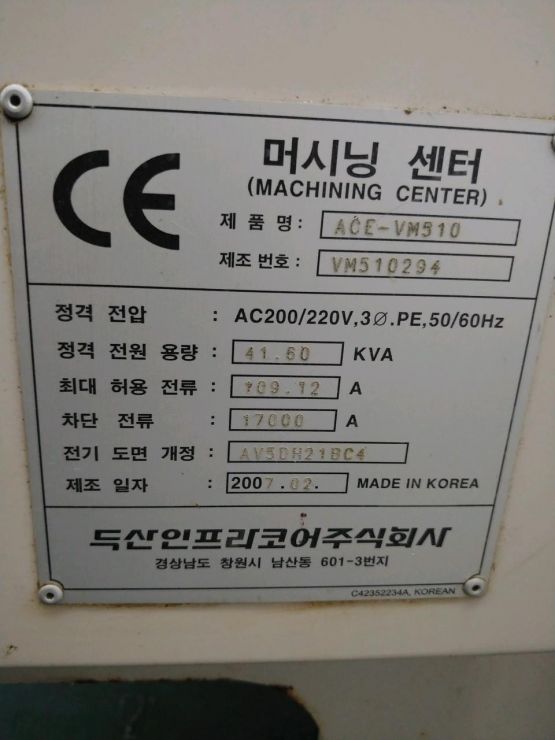 CE
머시닝 센터
(MACHINING CENTER)
제 품 명 : ACE-VM510
제조 번호 : VM510294
정격 전압 : AC200/220V,3Ø.PE,50/60Hz
정격 전원 용량 : 41.60 KVA
최대 허용 전류 : 109.12 A
차단 전류 : 17000 A
전기 도면 개정 :
제조 일자 : 2007.02. MADE IN KOREA
두산인프라코어주식회사
경상남도 창원시 남산동 601-3번지
C42352234A, KOREAN